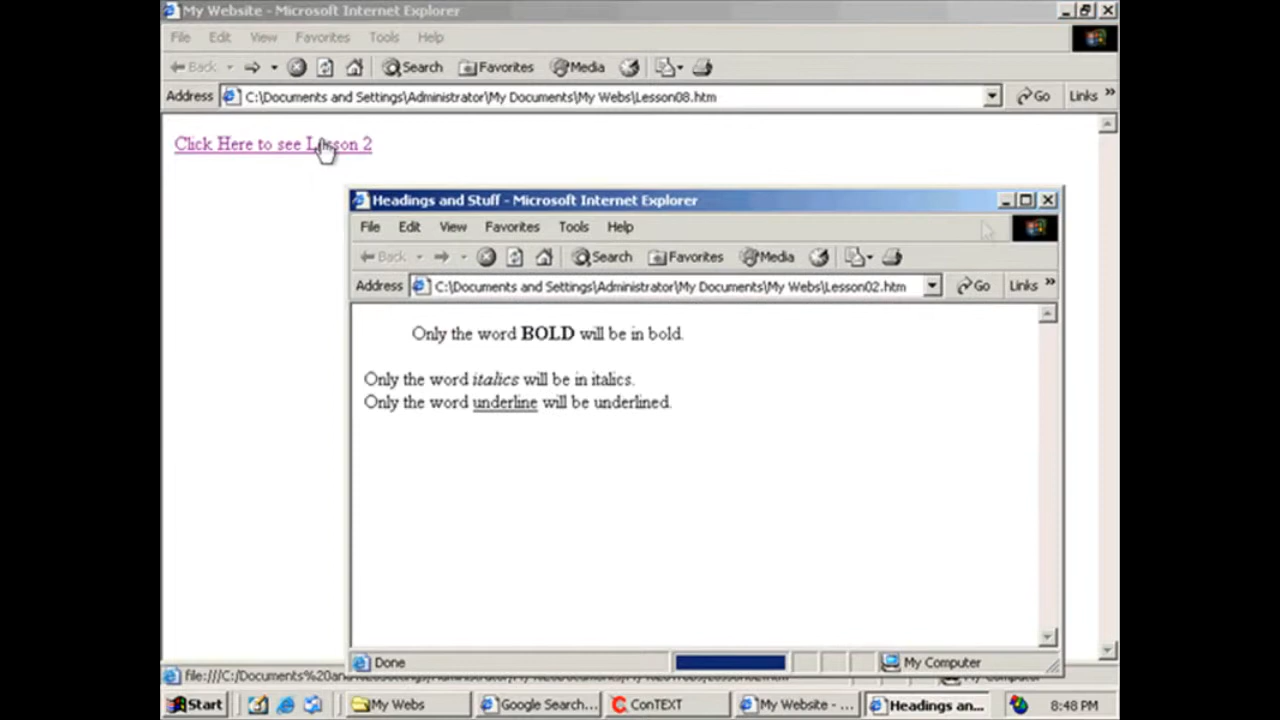 My Website - Microsoft Internet Explorer
File Edit View Favorites Tools Help
Back Search Favorites Media
Address C:\Documents and Settings\Administrator\My Documents\My Webs\Lesson08.htm Go Links »
Click Here to see Lesson 2
Headings and Stuff - Microsoft Internet Explorer
File Edit View Favorites Tools Help
Back Search Favorites Media
Address C:\Documents and Settings\Administrator\My Documents\My Webs\Lesson02.htm Go Links »
Only the word BOLD will be in bold.
Only the word italics will be in italics.
Only the word underline will be underlined.
Done My Computer
file:///C:/Documents%20an
Start My Webs Google Search... ConTEXT My Website - ... Headings an... 8:48 PM